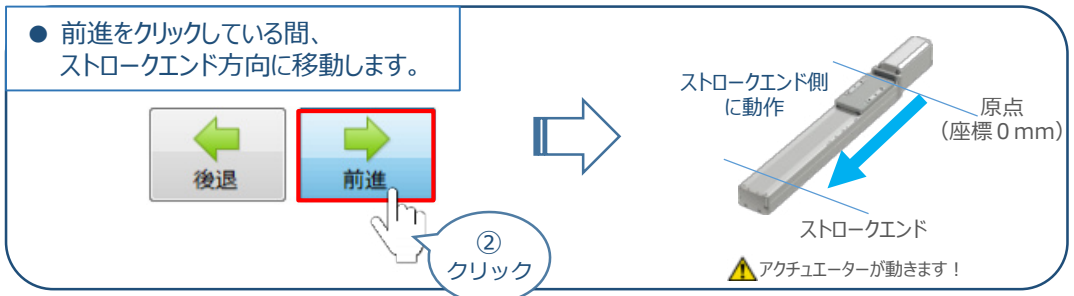 ● 前進をクリックしている間、
ストロークエンド方向に移動します。
後退
前進
②
クリック
ストロークエンド側
に動作
原点
（座標０mm）
ストロークエンド
アクチュエーターが動きます！